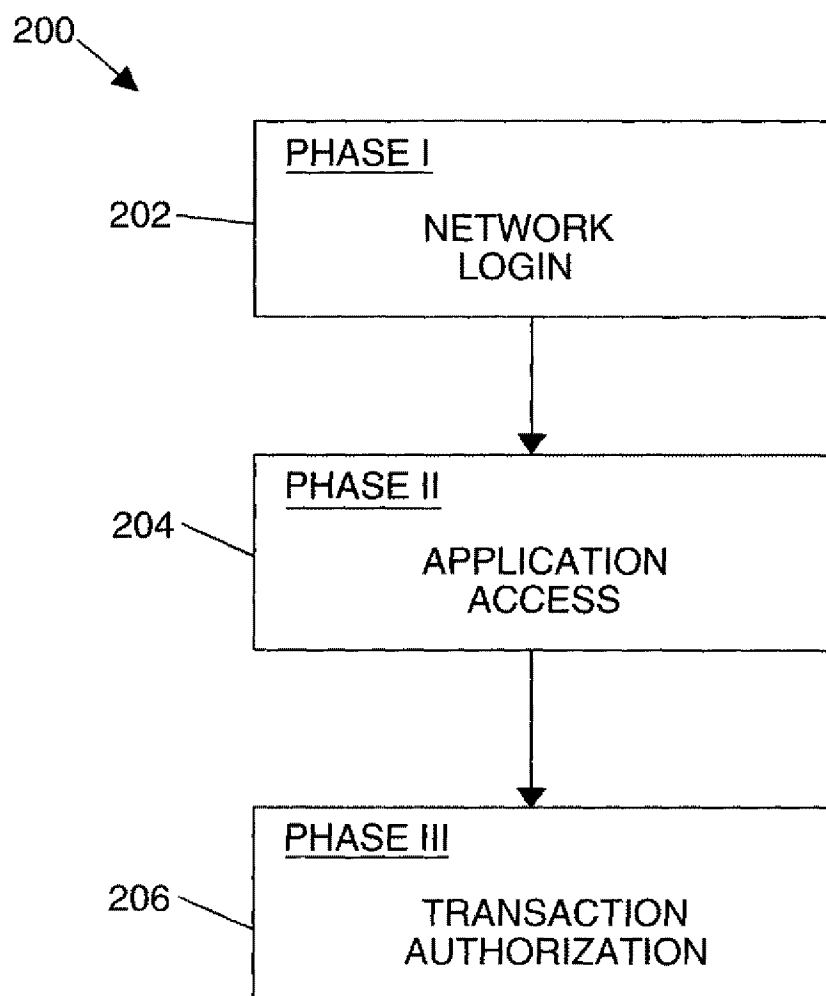 200
PHASE I
202
NETWORK
LOGIN
PHASE II
204
APPLICATION
ACCESS
PHASE III
206
TRANSACTION
AUTHORIZATION